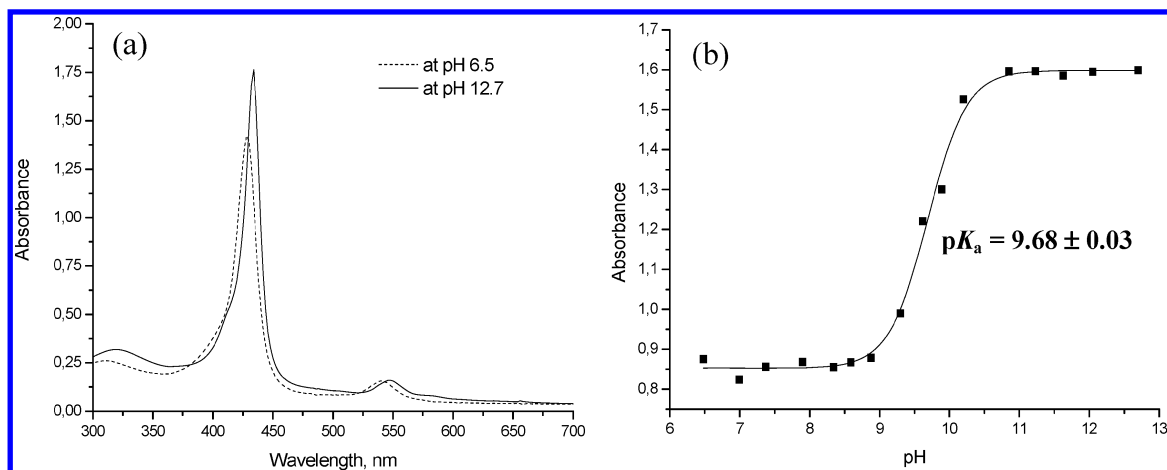 (a)
at pH 6.5
at pH 12.7
Absorbance
2,00
1,75
1,50
1,25
1,00
0,75
0,50
0,25
0,00
300 350 400 450 500 550 600 650 700
Wavelength, nm
(b)
pKa = 9.68 ± 0.03
Absorbance
1,7
1,6
1,5
1,4
1,3
1,2
1,1
1,0
0,9
0,8
6 7 8 9 10 11 12 13
pH